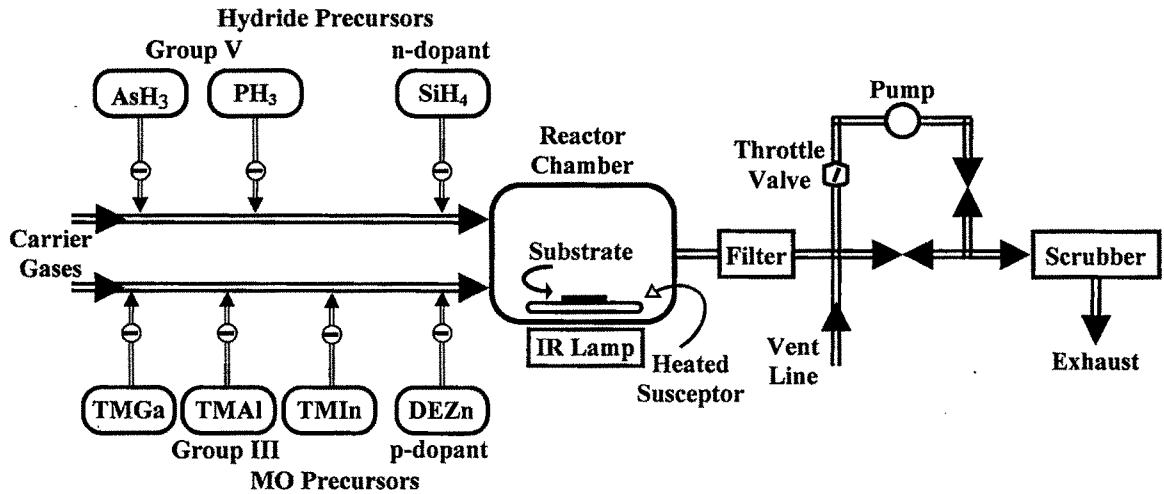 Hydride Precursors
Group V
n-dopant
AsH₃
PH₃
SiH₄
Pump
Reactor
Chamber
Throttle
Valve
Carrier
Gases
Substrate
Filter
Scrubber
IR Lamp
Heated
Susceptor
Vent
Line
Exhaust
TMGa
TMAl
TMIn
DEZn
Group III
p-dopant
MO Precursors